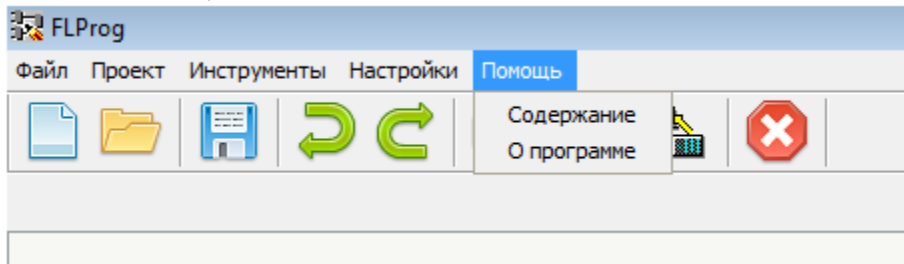 FLProg
Файл Проект Инструменты Настройки Помощь
Содержание
О программе